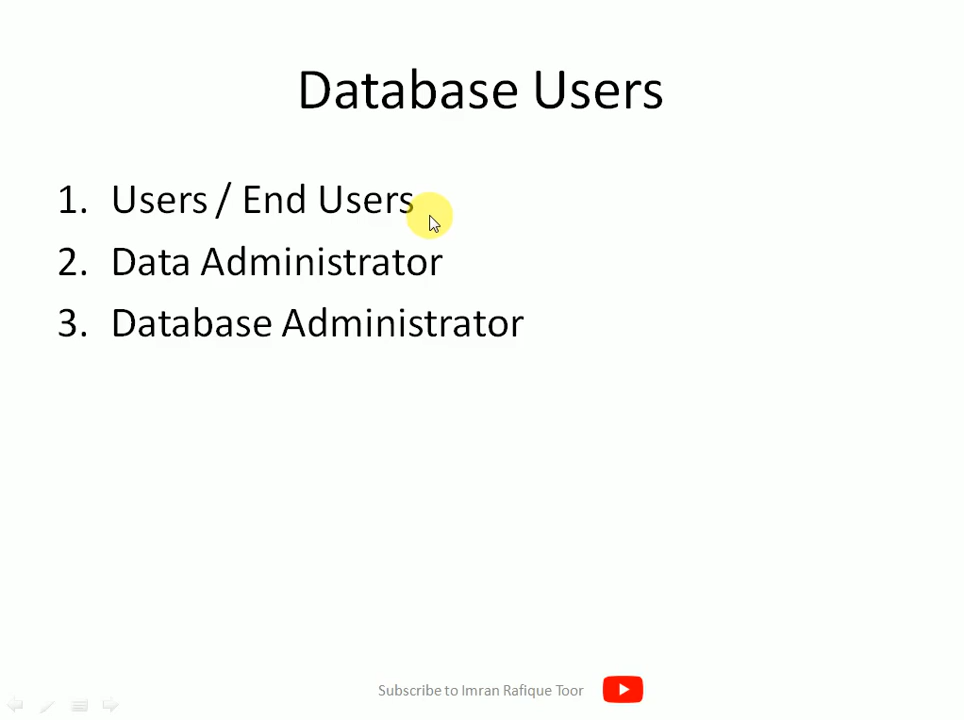 Database Users
1. Users / End Users
2. Data Administrator
3. Database Administrator
Subscribe to Imran Rafique Toor